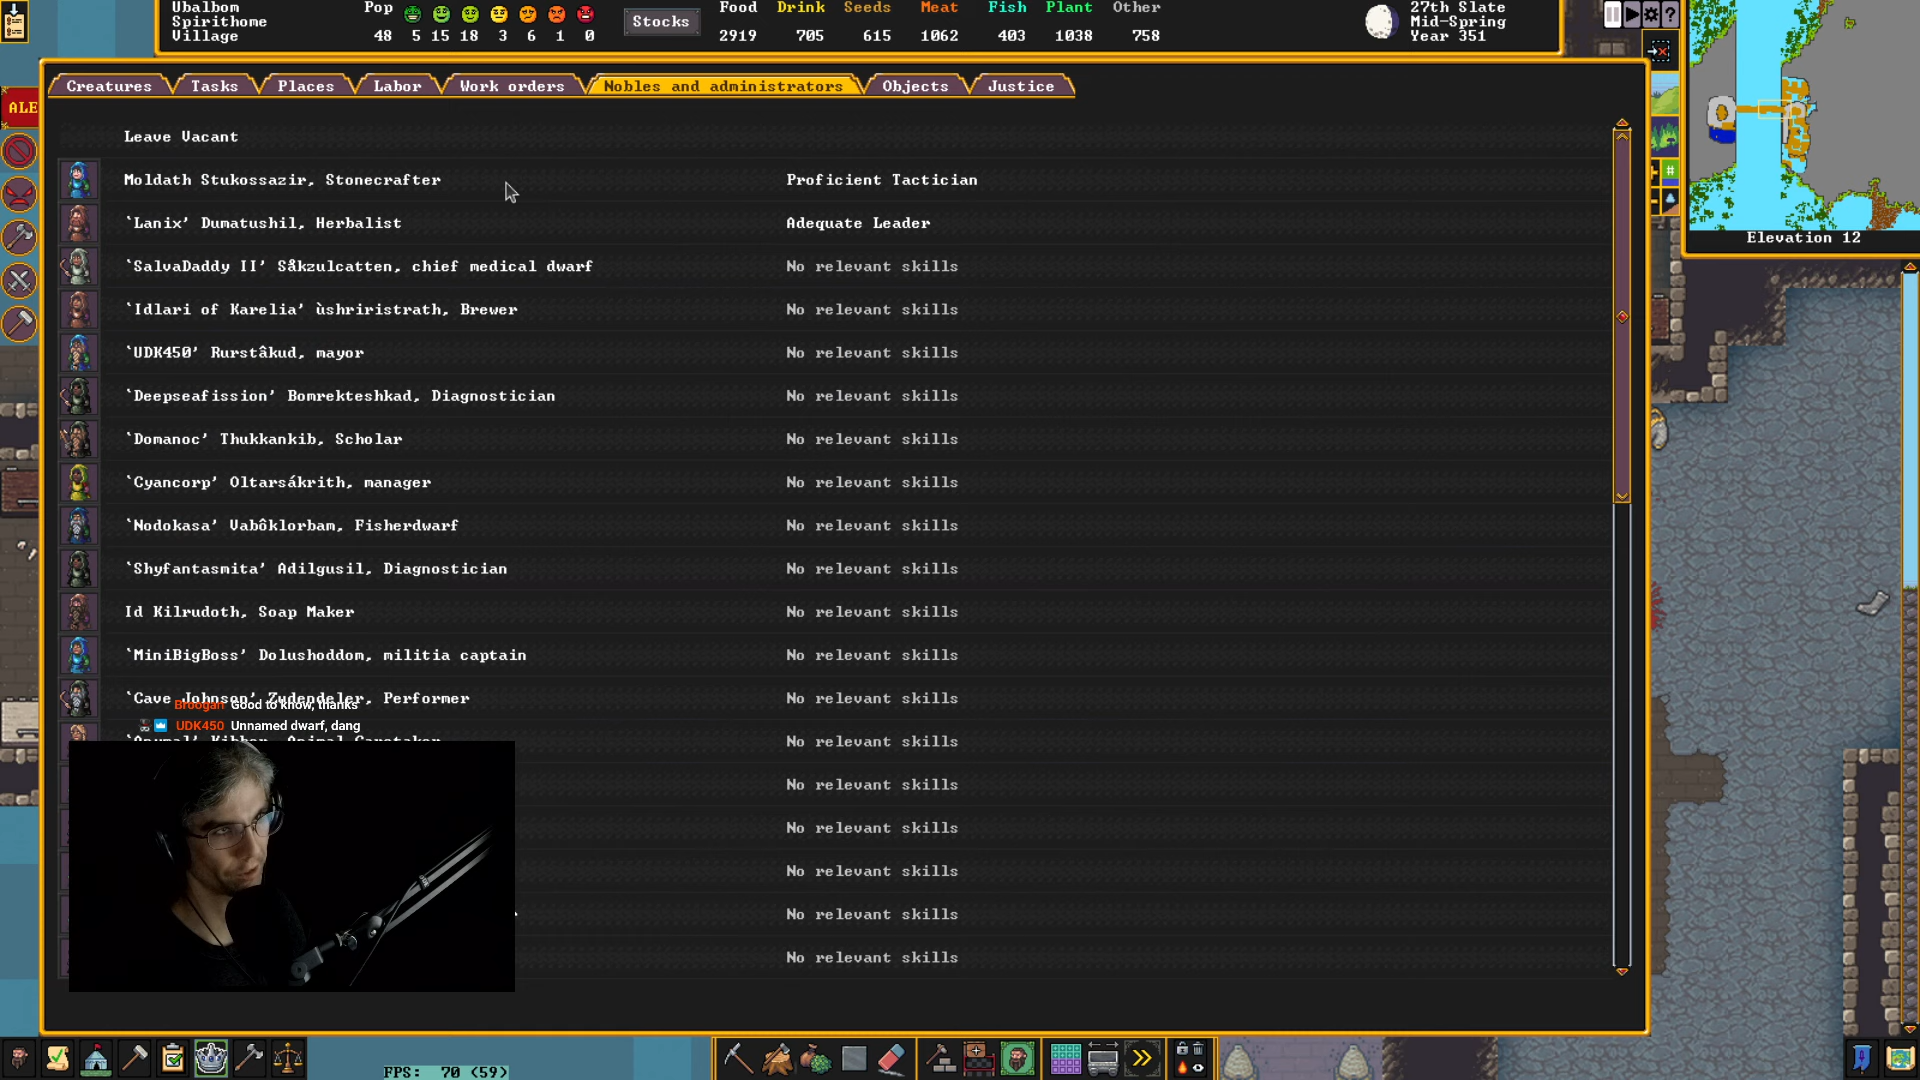 Ubalbom
Spirithome
Village
Pop
48 5 15 18 3 6 1 0
Stocks
Food Drink Seeds Meat Fish Plant Other
2919 705 615 1062 403 1038 758
27th Slate
Mid-Spring
Year 351
Elevation 12
ALE
Creatures Tasks Places Labor Work orders Nobles and administrators Objects Justice
Leave Vacant
Moldath Stukossazir, Stonecrafter Proficient Tactician
`Lanix' Dumatushil, Herbalist Adequate Leader
`SalvaDaddy II' Såkzulcatten, chief medical dwarf No relevant skills
`Idlari of Karelia' ùshriristrath, Brewer No relevant skills
`UDK450' Rurstâkud, mayor No relevant skills
`Deepseafission' Bomrekteshkad, Diagnostician No relevant skills
`Domanoc' Thukkankib, Scholar No relevant skills
`Cyancorp' Oltarsákrith, manager No relevant skills
`Nodokasa' Vabôklorbam, Fisherdwarf No relevant skills
`Shyfantasmita' Adilgusil, Diagnostician No relevant skills
Id Kilrudoth, Soap Maker No relevant skills
`MiniBigBoss' Dolushoddom, militia captain No relevant skills
`Cave Johnson' Zudendeler, Performer No relevant skills
Broogan Good to know, thanks
UDK450 Unnamed dwarf, dang
No relevant skills
No relevant skills
No relevant skills
No relevant skills
No relevant skills
No relevant skills
FPS: 70 (59)